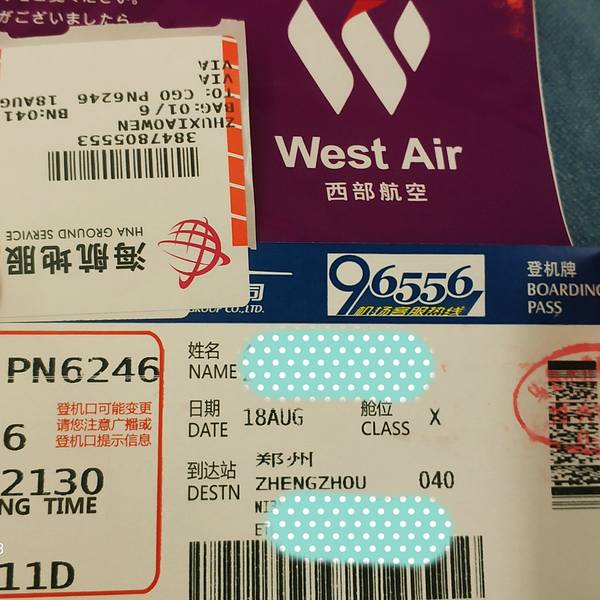 がございましたら
West Air
西部航空
VIA
VIA
TO: CGO PN6246 18AUG
BAG:01/6 BN:041
ZHUXIAOWEN
3847805553
HNA GROUND SERVICE
海航地服
司
GROUP CO.,LTD.
96556
机场客服热线
登机牌
BOARDING
PASS
PN6246
登机口可能变更
请您注意广播或
登机口提示信息
6
2130
NG TIME
11D
姓名
NAME
日期
DATE 18AUG
舱位
CLASS X
到达站 郑州
DESTN ZHENGZHOU 040